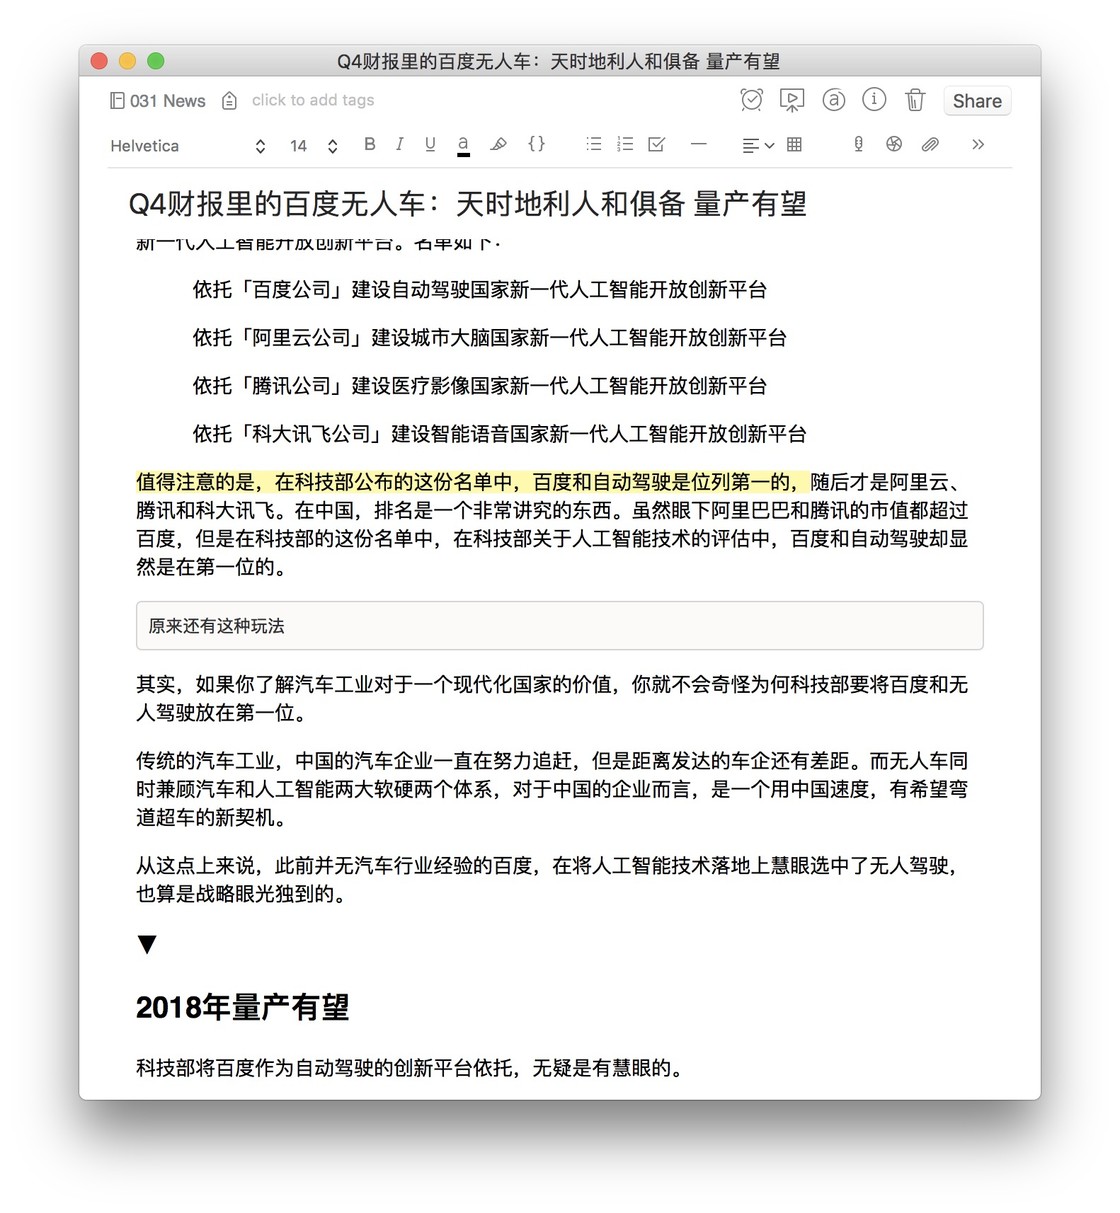 Q4财报里的百度无人车：天时地利人和俱备 量产有望
031 News click to add tags Share
Helvetica 14 B I U a {}
Q4财报里的百度无人车：天时地利人和俱备 量产有望
新一代人工智能开放创新平台。名单如下：
依托「百度公司」建设自动驾驶国家新一代人工智能开放创新平台
依托「阿里云公司」建设城市大脑国家新一代人工智能开放创新平台
依托「腾讯公司」建设医疗影像国家新一代人工智能开放创新平台
依托「科大讯飞公司」建设智能语音国家新一代人工智能开放创新平台
值得注意的是，在科技部公布的这份名单中，百度和自动驾驶是位列第一的，随后才是阿里云、
腾讯和科大讯飞。在中国，排名是一个非常讲究的东西。虽然眼下阿里巴巴和腾讯的市值都超过
百度，但是在科技部的这份名单中，在科技部关于人工智能技术的评估中，百度和自动驾驶却显
然是在第一位的。
原来还有这种玩法
其实，如果你了解汽车工业对于一个现代化国家的价值，你就不会奇怪为何科技部要将百度和无
人驾驶放在第一位。
传统的汽车工业，中国的汽车企业一直在努力追赶，但是距离发达的车企还有差距。而无人车同
时兼顾汽车和人工智能两大软硬两个体系，对于中国的企业而言，是一个用中国速度，有希望弯
道超车的新契机。
从这点上来说，此前并无汽车行业经验的百度，在将人工智能技术落地上慧眼选中了无人驾驶，
也算是战略眼光独到的。
▼
2018年量产有望
科技部将百度作为自动驾驶的创新平台依托，无疑是有慧眼的。